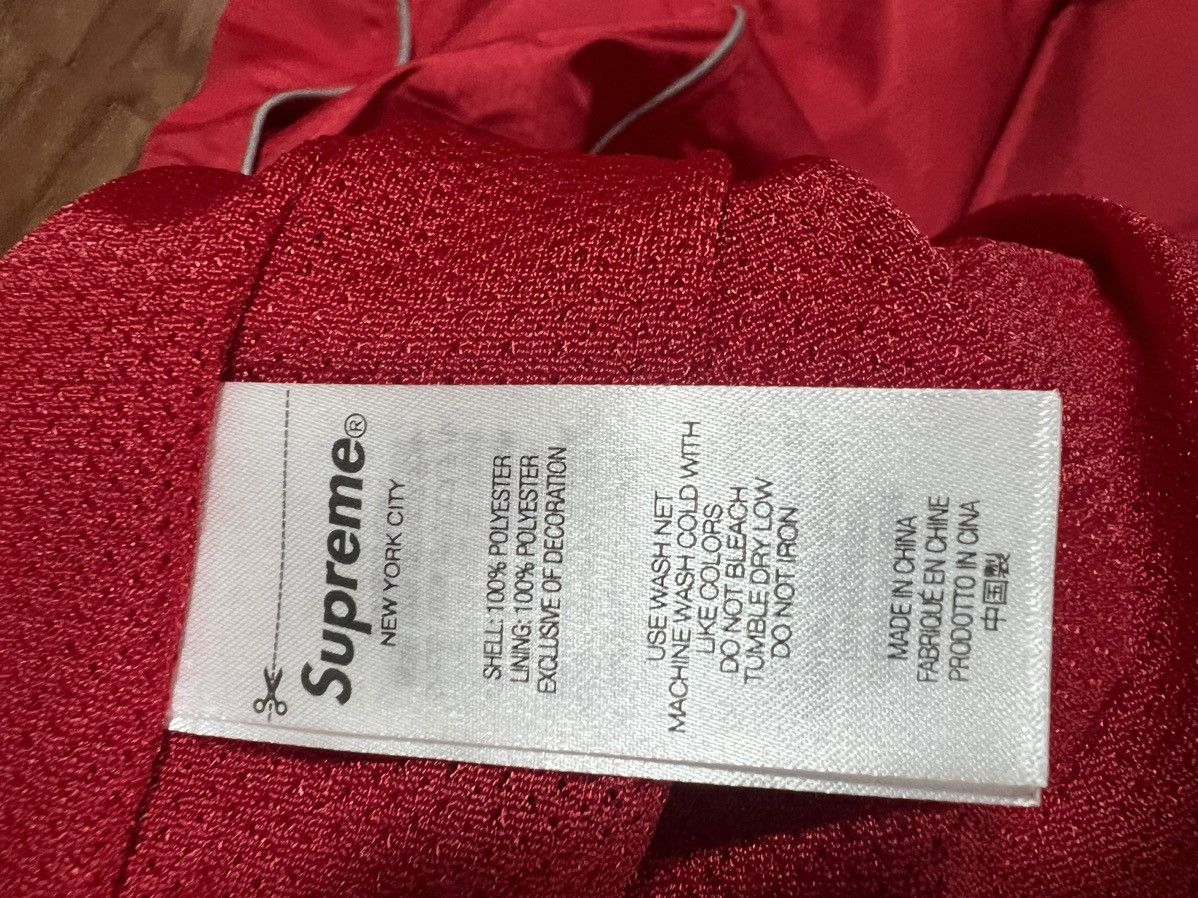 Supreme®
NEW YORK CITY
SHELL: 100% POLYESTER
LINING: 100% POLYESTER
EXCLUSIVE OF DECORATION
USE WASH NET
MACHINE WASH COLD WITH
LIKE COLORS
DO NOT BLEACH
TUMBLE DRY LOW
DO NOT IRON
MADE IN CHINA
FABRIQUÉ EN CHINE
PRODOTTO IN CINA
中国製